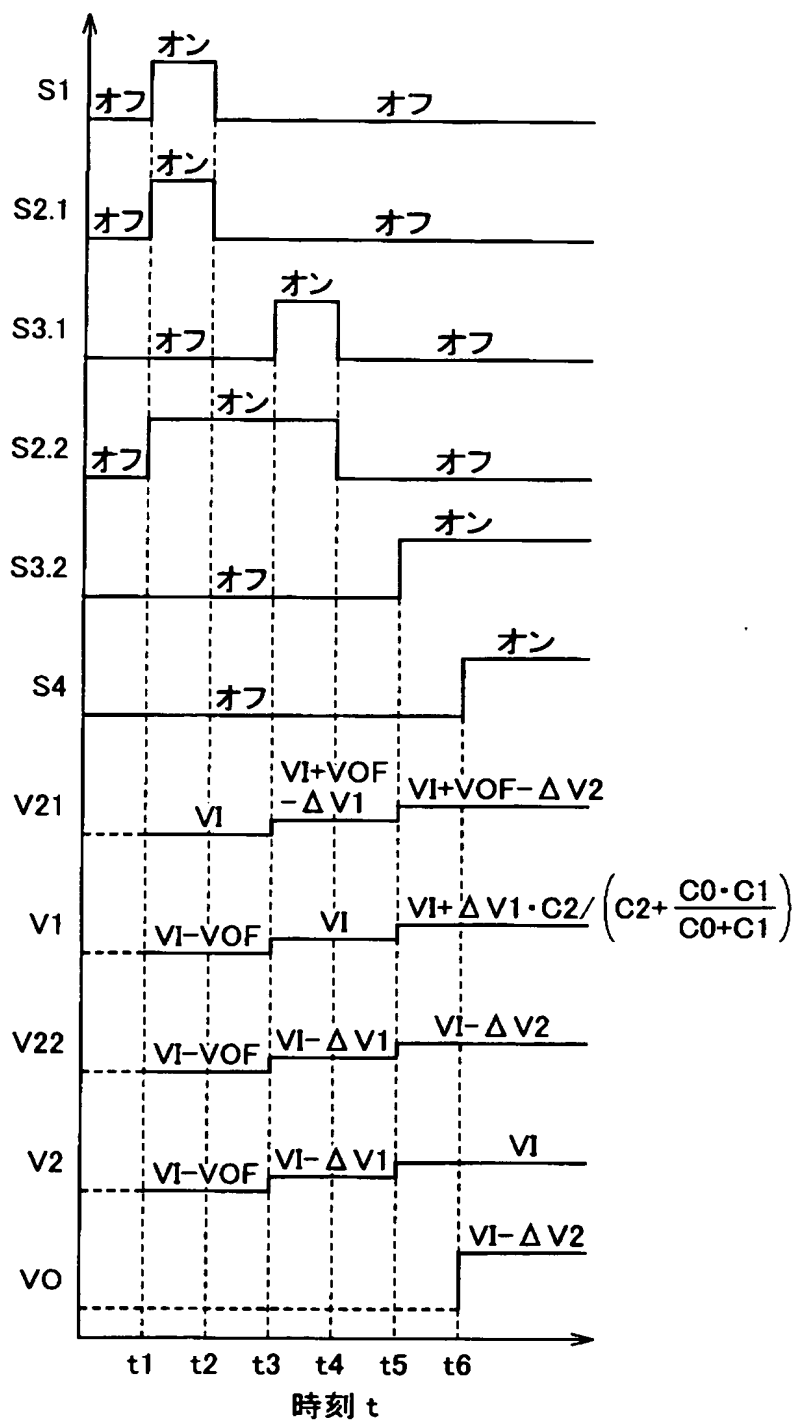 オン
S1 オフ オフ
オン
S2.1 オフ オフ
オン
S3.1 オフ オフ
オン
S2.2 オフ オフ
オン
S3.2 オフ
オン
S4 オフ
V21 VI VI+VOF
-ΔV1 VI+VOF-ΔV2
V1 VI-VOF VI VI+ΔV1・C2/(C2+C0・C1/C0+C1)
V22 VI-VOF VI-ΔV1 VI-ΔV2
V2 VI-VOF VI-ΔV1 VI
VO VI-ΔV2
t1 t2 t3 t4 t5 t6
時刻 t